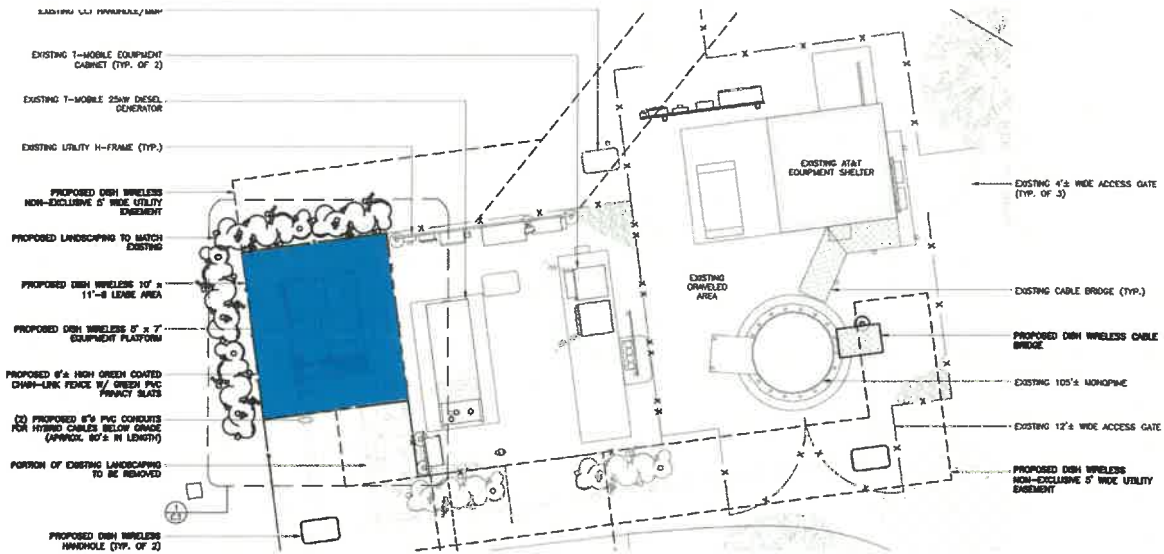 EXISTING T-MOBILE EQUIPMENT
CABINET (TYP. OF 2)
EXISTING T-MOBILE 25kW DIESEL
GENERATOR
EXISTING UTILITY H-FRAME (TYP.)
PROPOSED DISH WIRELESS
NON-EXCLUSIVE 5' WIDE UTILITY
EASEMENT
PROPOSED LANDSCAPING TO MATCH
EXISTING
PROPOSED DISH WIRELESS 10' x
11'-8 LEASE AREA
PROPOSED DISH WIRELESS 5' x 7'
EQUIPMENT PLATFORM
PROPOSED 6'± HIGH GREEN COATED
CHAIN-LINK FENCE W/ GREEN PVC
PRIVACY SLATS
(2) PROPOSED PVC CONDUITS
FOR HYBRID CABLES BELOW GRADE
(APPROX. 60'± IN LENGTH)
PORTION OF EXISTING LANDSCAPING
TO BE REMOVED
PROPOSED DISH WIRELESS
HANDHOLE (TYP. OF 2)
EXISTING AT&T
EQUIPMENT SHELTER
EXISTING
GRAVELED
AREA
EXISTING 4'± WIDE ACCESS GATE
(TYP. OF 3)
EXISTING CABLE BRIDGE (TYP.)
PROPOSED DISH WIRELESS CABLE
BRIDGE
EXISTING 105'± MONOPINE
EXISTING 12'± WIDE ACCESS GATE
PROPOSED DISH WIRELESS
NON-EXCLUSIVE 5' WIDE UTILITY
EASEMENT